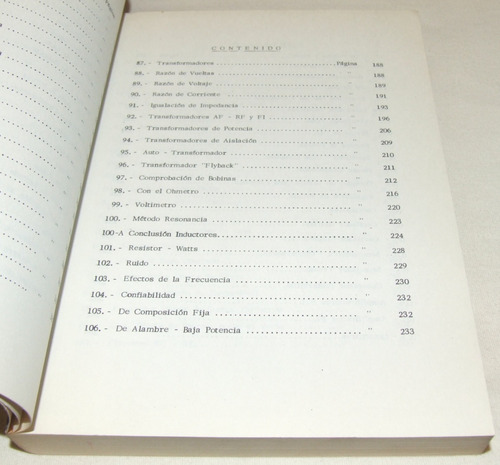 CONTENIDO
87.- Transformadores ........ Página 188
88.- Razón de Vueltas ........ " 188
89.- Razón de Voltaje ........ " 189
90.- Razón de Corriente ........ " 191
91.- Igualación de Impedancia ........ " 195
92.- Transformadores AF - RF y FI ........ " 196
93.- Transformadores de Potencia ........ " 206
94.- Transformadores de Aislación ........ " 209
95.- Auto - Transformador ........ " 210
96.- Transformador "Flyback" ........ " 211
97.- Comprobación de Bobinas ........ " 212
98.- Con el Ohmetro ........ " 216
99.- Voltímetro ........ " 220
100.- Método Resonancia ........ " 223
100-A Conclusión Inductores ........ " 224
101.- Resistor - Watts ........ " 228
102.- Ruido ........ " 229
103.- Efectos de la Frecuencia ........ " 230
104.- Confiabilidad ........ " 232
105.- De Composición Fija ........ " 232
106.- De Alambre - Baja Potencia ........ " 233